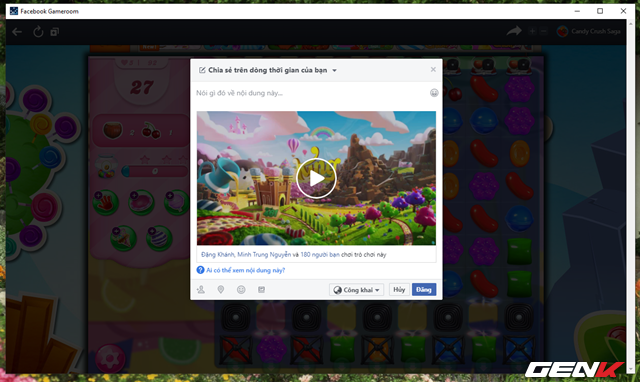 Facebook Gameroom
Candy Crush Saga
27
Chia sẻ trên dòng thời gian của bạn
Nói gì đó về nội dung này...
Đăng Khánh, Minh Trung Nguyễn và 180 người bạn chơi trò chơi này
Ai có thể xem nội dung này?
Công khai
Hủy
Đăng
GENK